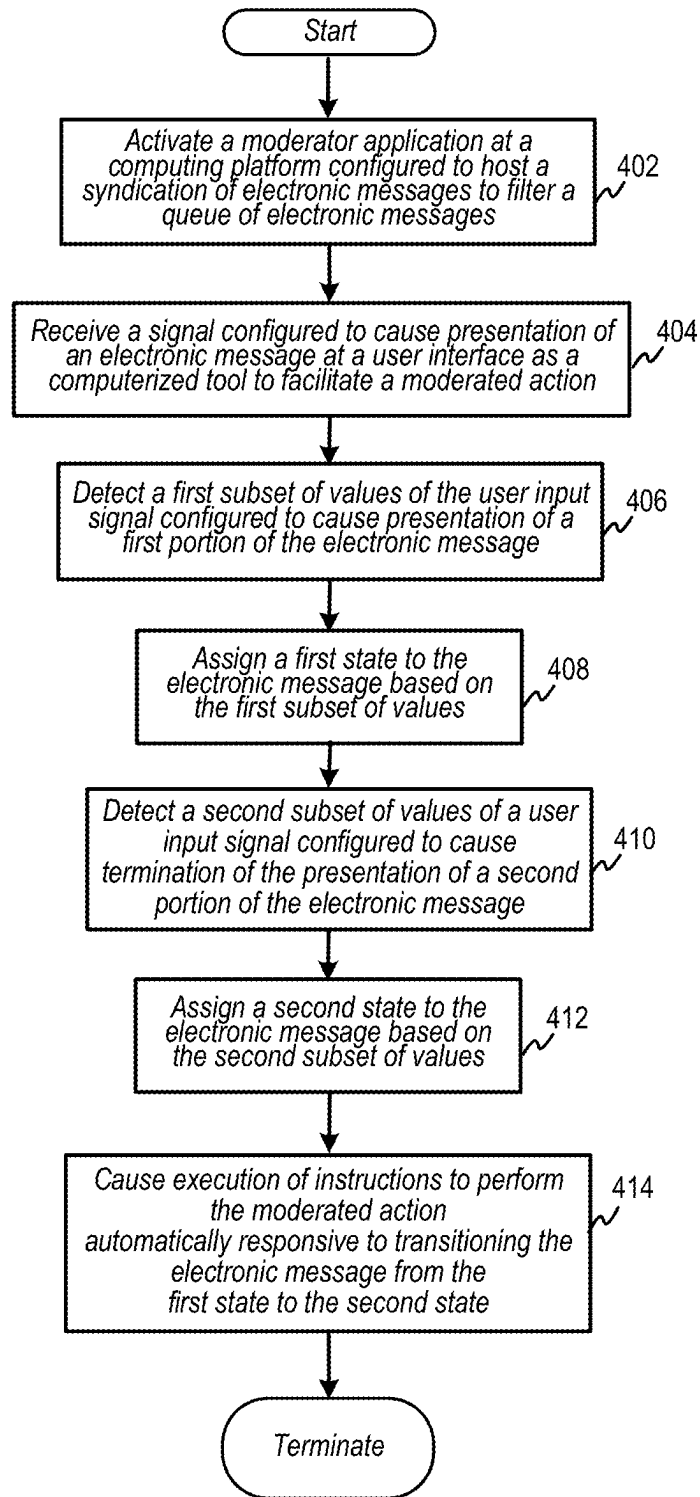 Start
Activate a moderator application at a
computing platform configured to host a
syndication of electronic messages to filter a
queue of electronic messages
402
Receive a signal configured to cause presentation of
an electronic message at a user interface as a
computerized tool to facilitate a moderated action
404
Detect a first subset of values of the user input
signal configured to cause presentation of a
first portion of the electronic message
406
Assign a first state to the
electronic message based on
the first subset of values
408
Detect a second subset of values of a user
input signal configured to cause
termination of the presentation of a second
portion of the electronic message
410
Assign a second state to the
electronic message based on
the second subset of values
412
Cause execution of instructions to perform
the moderated action
automatically responsive to transitioning the
electronic message from the
first state to the second state
414
Terminate